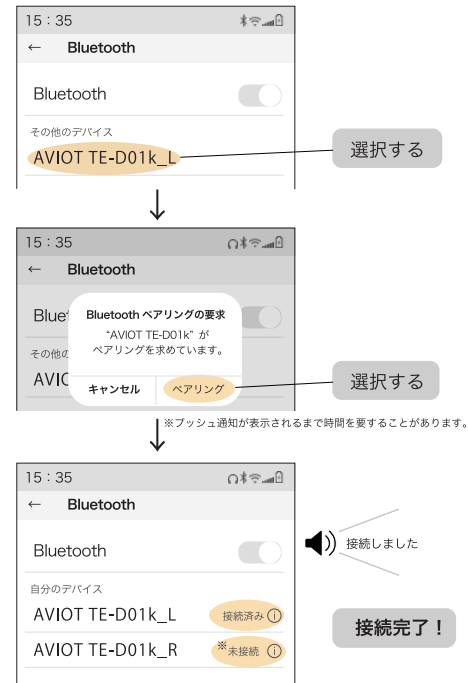 15：35
← Bluetooth
Bluetooth
その他のデバイス
AVIOT TE-D01k_L
選択する
↓
15：35
← Bluetooth
Blue
Bluetooth ペアリングの要求
“AVIOT TE-D01k” が
ペアリングを求めています。
その他の
AVIO
キャンセル ペアリング
選択する
↓
※プッシュ通知が表示されるまで時間を要することがあります。
15：35
← Bluetooth
Bluetooth
接続しました
自分のデバイス
AVIOT TE-D01k_L 接続済み
AVIOT TE-D01k_R ※未接続
接続完了！